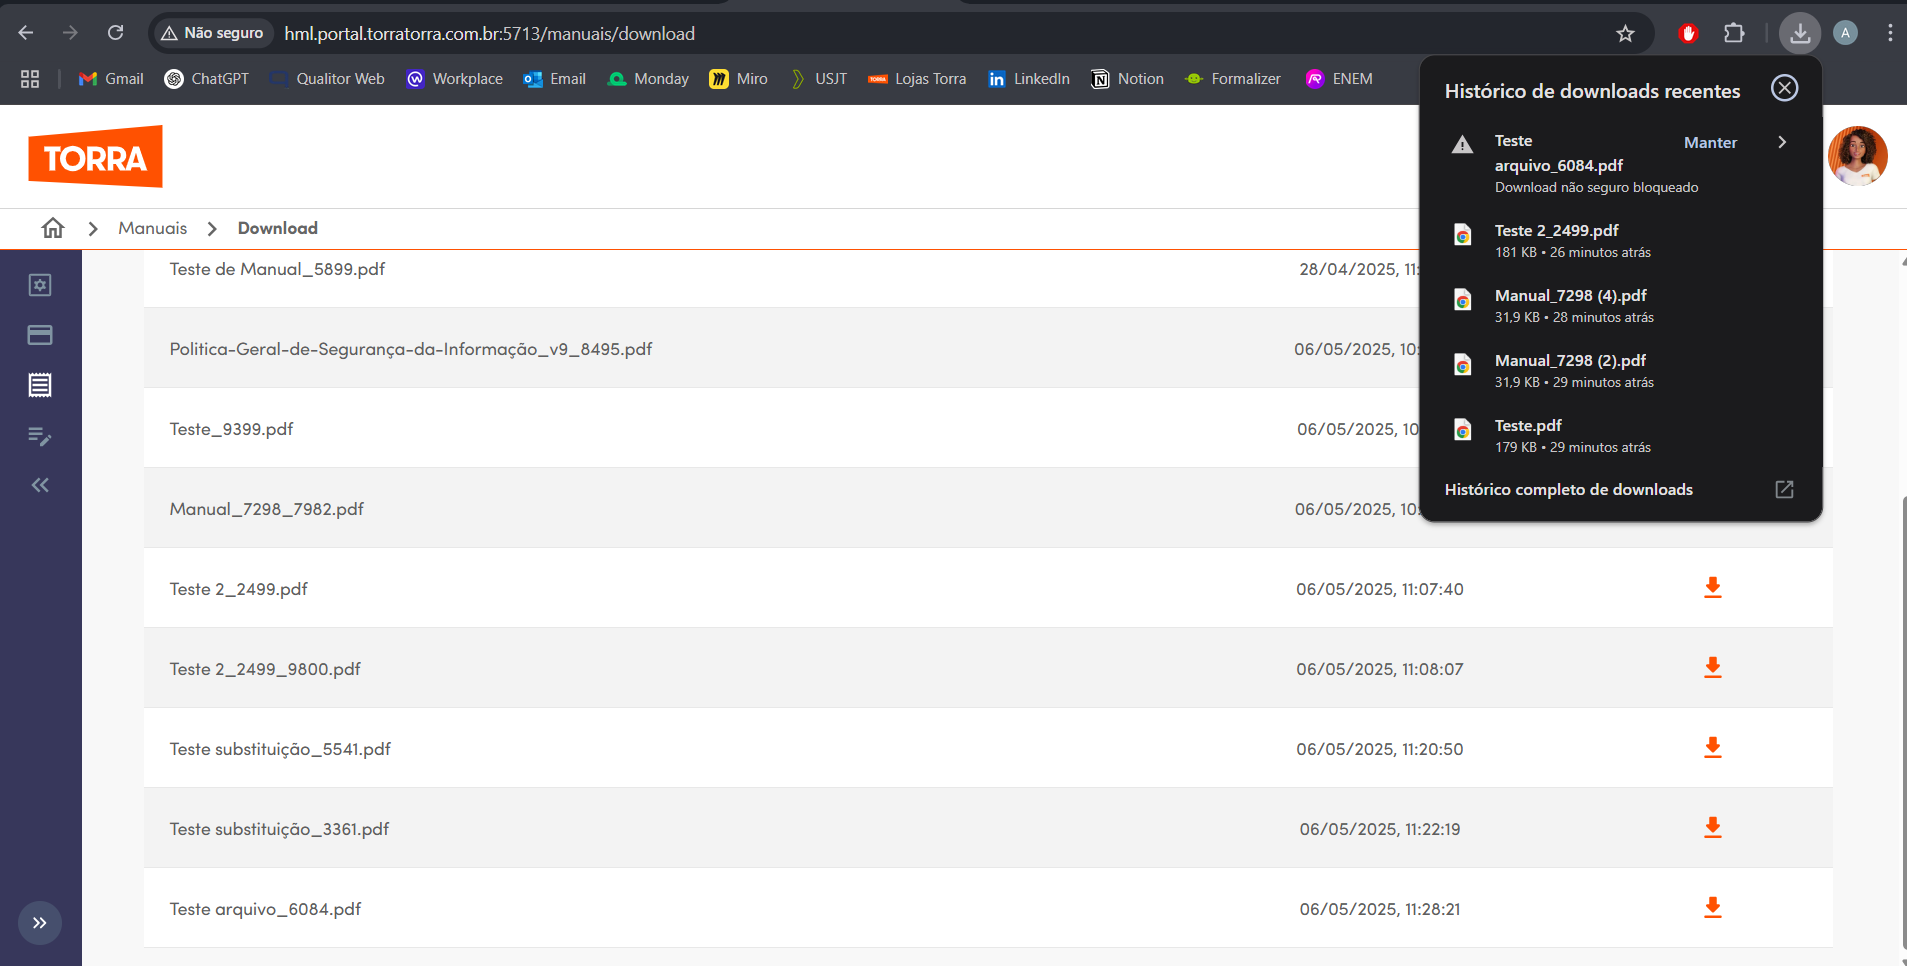 Não seguro
hml.portal.torratorra.com.br:5713/manuais/download
A
Gmail
ChatGPT
Qualitor Web
Workplace
Email
Monday
Miro
USJT
Lojas Torra
LinkedIn
Notion
Formalizer
ENEM
Histórico de downloads recentes
Teste
arquivo_6084.pdf
Manter
Download não seguro bloqueado
Teste 2_2499.pdf
181 KB • 26 minutos atrás
Manual_7298 (4).pdf
31,9 KB • 28 minutos atrás
Manual_7298 (2).pdf
31,9 KB • 29 minutos atrás
Teste.pdf
179 KB • 29 minutos atrás
Histórico completo de downloads
TORRA
Manuais
Download
Teste de Manual_5899.pdf
28/04/2025, 11:
Politica-Geral-de-Segurança-da-Informação_v9_8495.pdf
06/05/2025, 10:
Teste_9399.pdf
06/05/2025, 10
Manual_7298_7982.pdf
06/05/2025, 10:
Teste 2_2499.pdf
06/05/2025, 11:07:40
Teste 2_2499_9800.pdf
06/05/2025, 11:08:07
Teste substituição_5541.pdf
06/05/2025, 11:20:50
Teste substituição_3361.pdf
06/05/2025, 11:22:19
Teste arquivo_6084.pdf
06/05/2025, 11:28:21